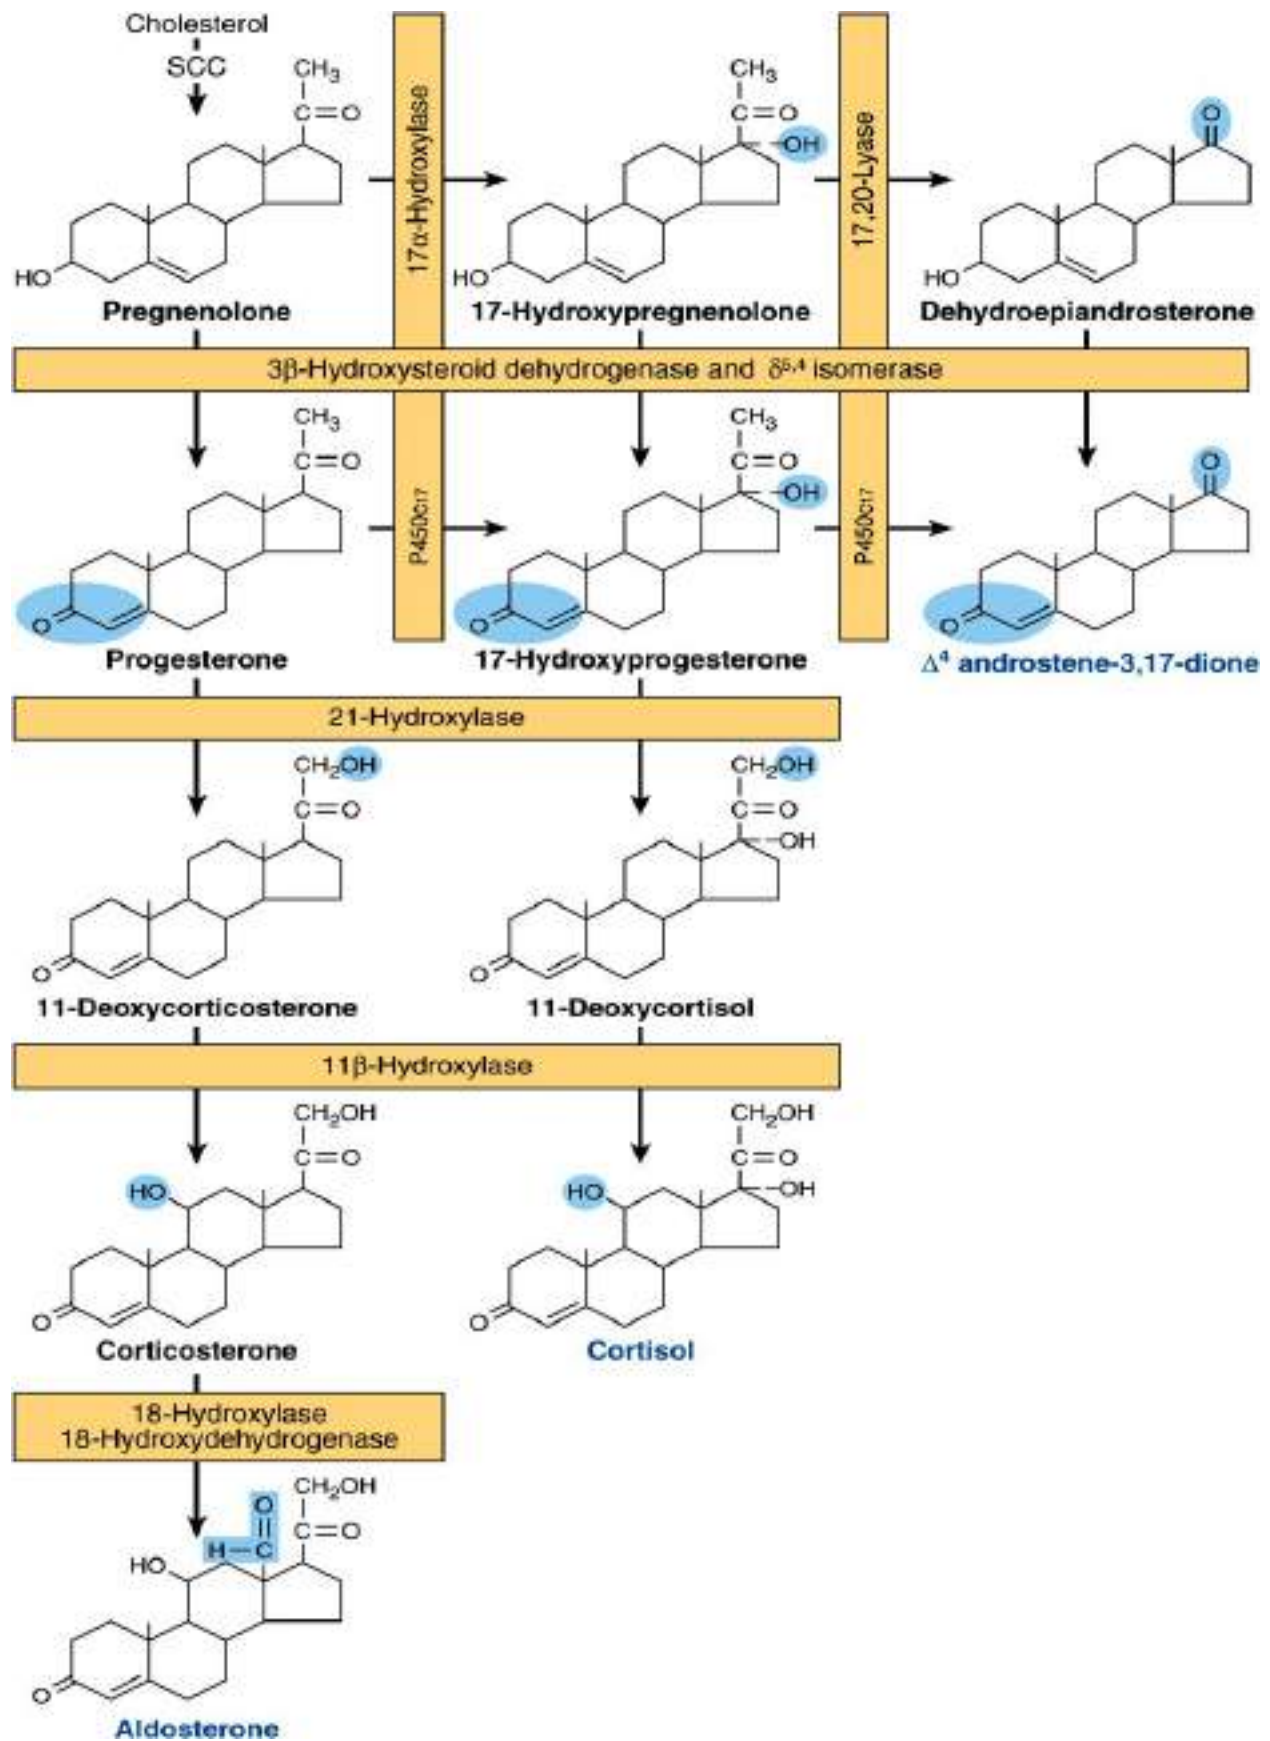 Cholesterol
SCC
CH₃
C=O
HO
Pregnenolone
17α-Hydroxylase
CH₃
C=O
OH
HO
17-Hydroxypregnenolone
17,20-Lyase
O
HO
Dehydroepiandrosterone
3β-Hydroxysteroid dehydrogenase and δ⁵,⁴ isomerase
CH₃
C=O
O
Progesterone
P450c17
CH₃
C=O
OH
O
17-Hydroxyprogesterone
P450c17
O
O
Δ⁴ androstene-3,17-dione
21-Hydroxylase
CH₂OH
C=O
O
11-Deoxycorticosterone
CH₂OH
C=O
OH
O
11-Deoxycortisol
11β-Hydroxylase
CH₂OH
C=O
HO
O
Corticosterone
CH₂OH
C=O
HO
OH
O
Cortisol
18-Hydroxylase
18-Hydroxydehydrogenase
CH₂OH
O
C=O
H–C
HO
O
Aldosterone